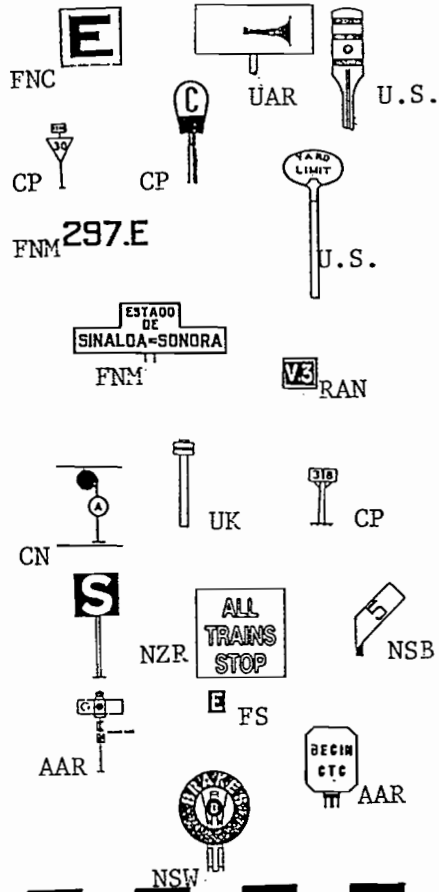 E
FNC
UAR
U.S.
C
30
CP
CP
YARD
LIMIT
U.S.
FNM
297.E
ESTADO
DE
SINALOA=SONORA
FNM
V3
RAN
A
CN
UK
318
CP
S
ALL
TRAINS
STOP
NZR
5
NSB
E
FS
AAR
BEGIN
CTC
AAR
BRAKES
NSW